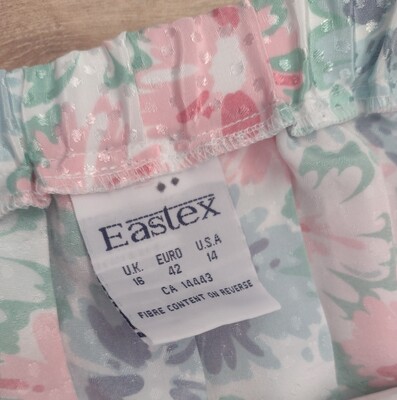 Eastex
U.K. EURO U.S.A
16 42 14
CA 14443
FIBRE CONTENT ON REVERSE